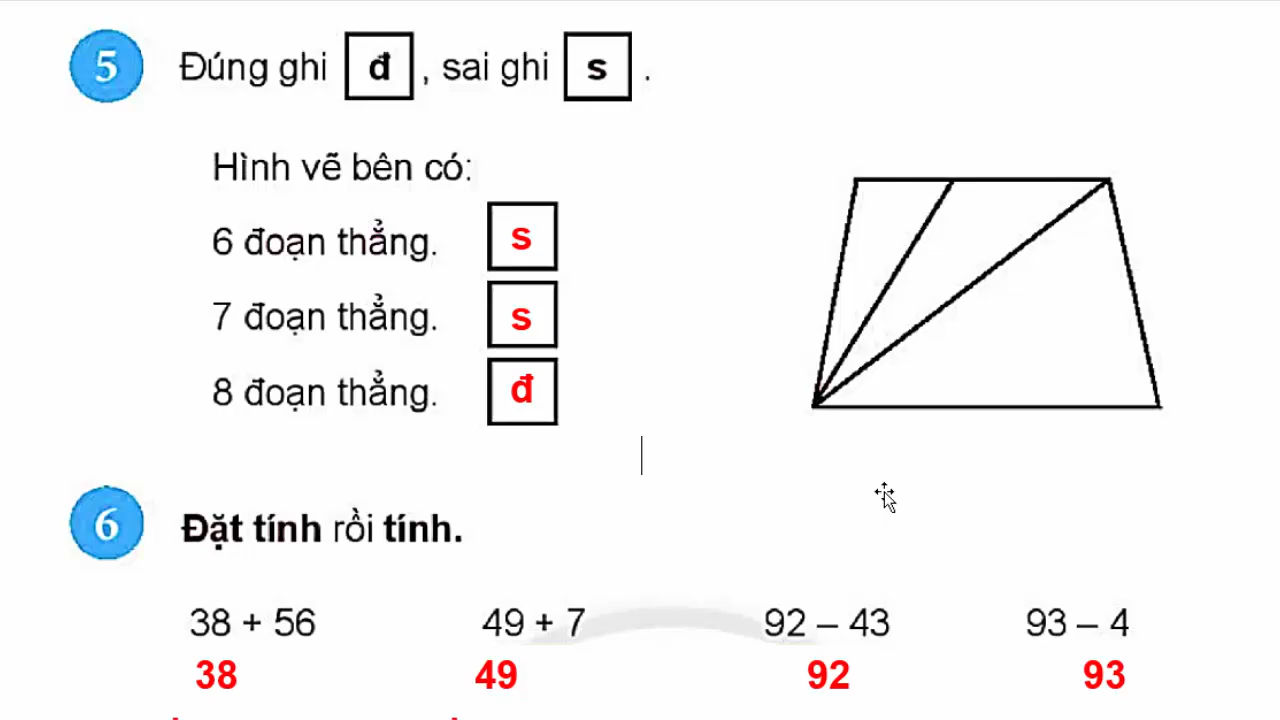 5 Đúng ghi đ , sai ghi s .
Hình vẽ bên có:
6 đoạn thẳng. s
7 đoạn thẳng. s
8 đoạn thẳng. đ
6 Đặt tính rồi tính.
38 + 56 49 + 7 92 – 43 93 – 4
38 49 92 93